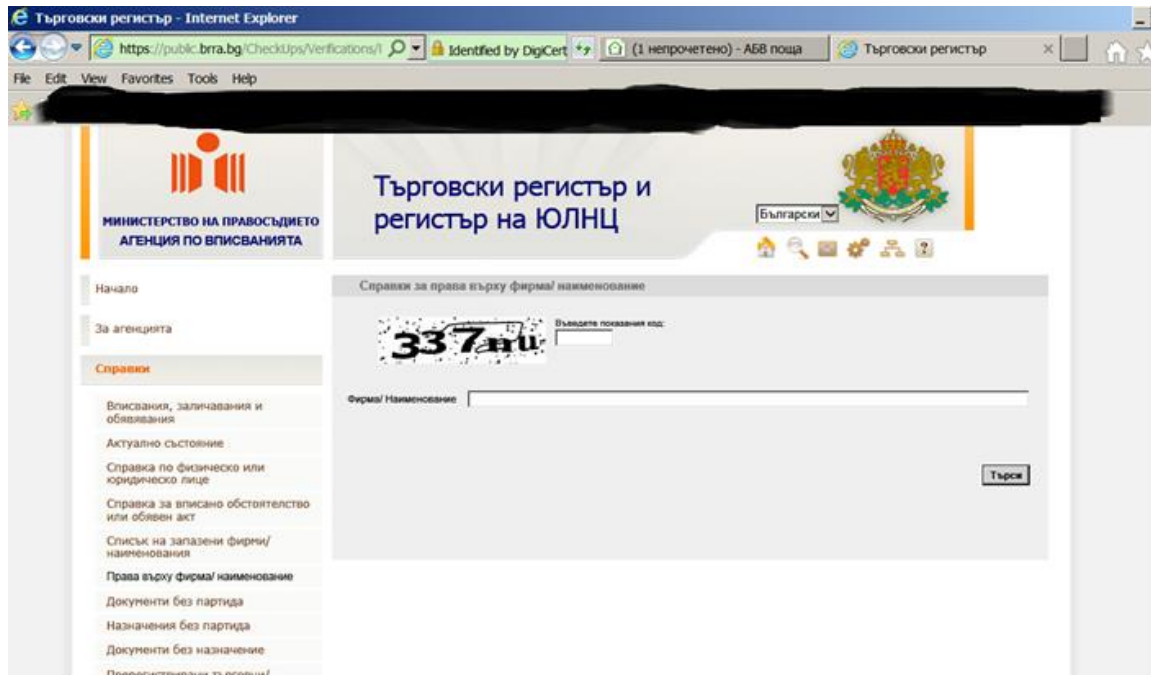 Търговски регистър - Internet Explorer
https://public.brra.bg/CheckUps/Verifications/
Identified by DigiCert
(1 непрочетено) - АБВ поща
Търговски регистър
File Edit View Favorites Tools Help
МИНИСТЕРСТВО НА ПРАВОСЪДИЕТО
АГЕНЦИЯ ПО ВПИСВАНИЯТА
Търговски регистър и
регистър на ЮЛНЦ
Български
Начало
За агенцията
Справки
Вписвания, заличавания и
обявявания
Актуално състояние
Справка по физическо или
юридическо лице
Справка за вписано обстоятелство
или обявен акт
Списък на запазени фирми/
наименования
Права върху фирма/ наименование
Документи без партида
Назначения без партида
Документи без назначение
Справки за права върху фирма/ наименование
337nu
Въведете показания код:
Фирма/ Наименование
Търси